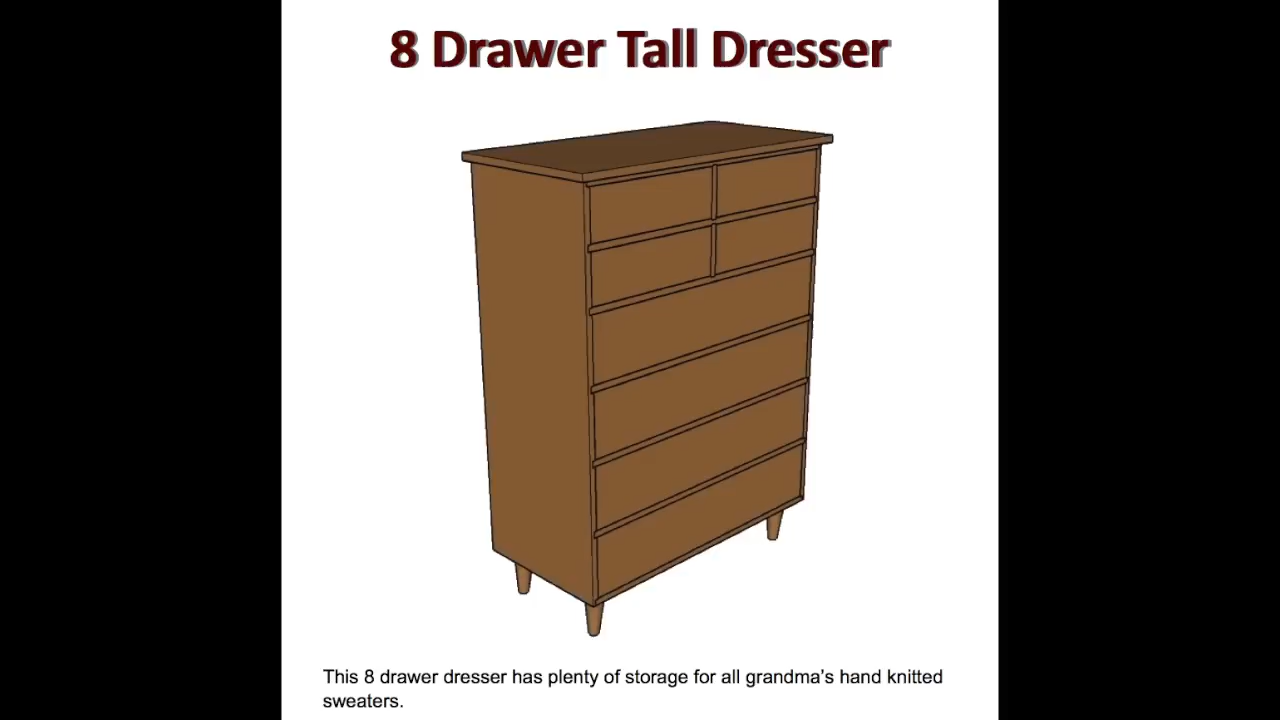 8 Drawer Tall Dresser
This 8 drawer dresser has plenty of storage for all grandma's hand knitted
sweaters.